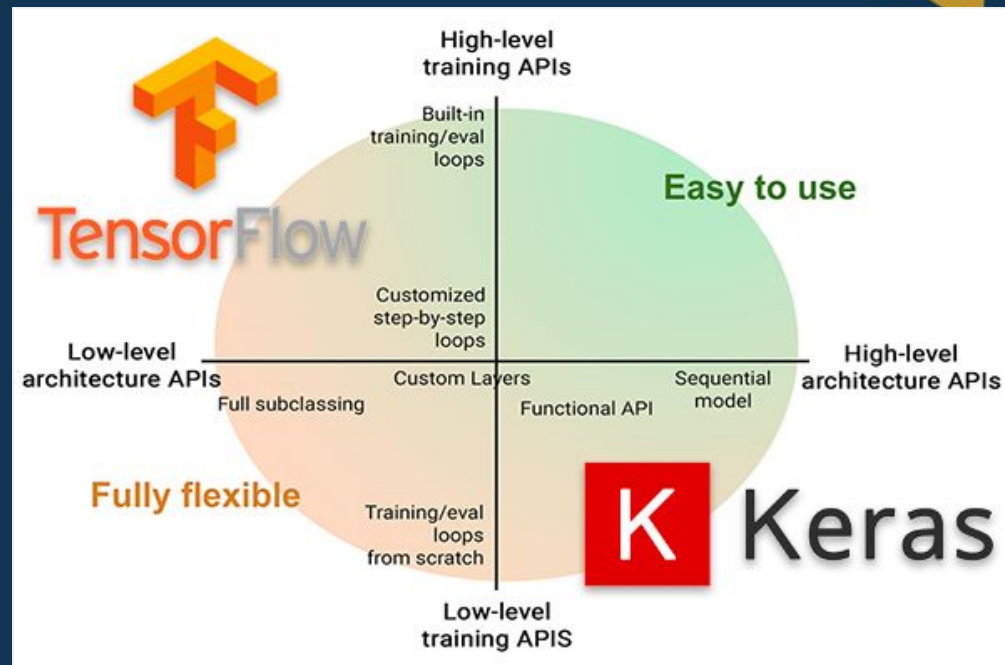 High-level
training APIs
Built-in
training/eval
loops
Easy to use
TensorFlow
Customized
step-by-step
loops
Low-level
architecture APIs
High-level
architecture APIs
Custom Layers
Sequential
model
Full subclassing
Functional API
Fully flexible
Training/eval
loops
from scratch
K Keras
Low-level
training APIS